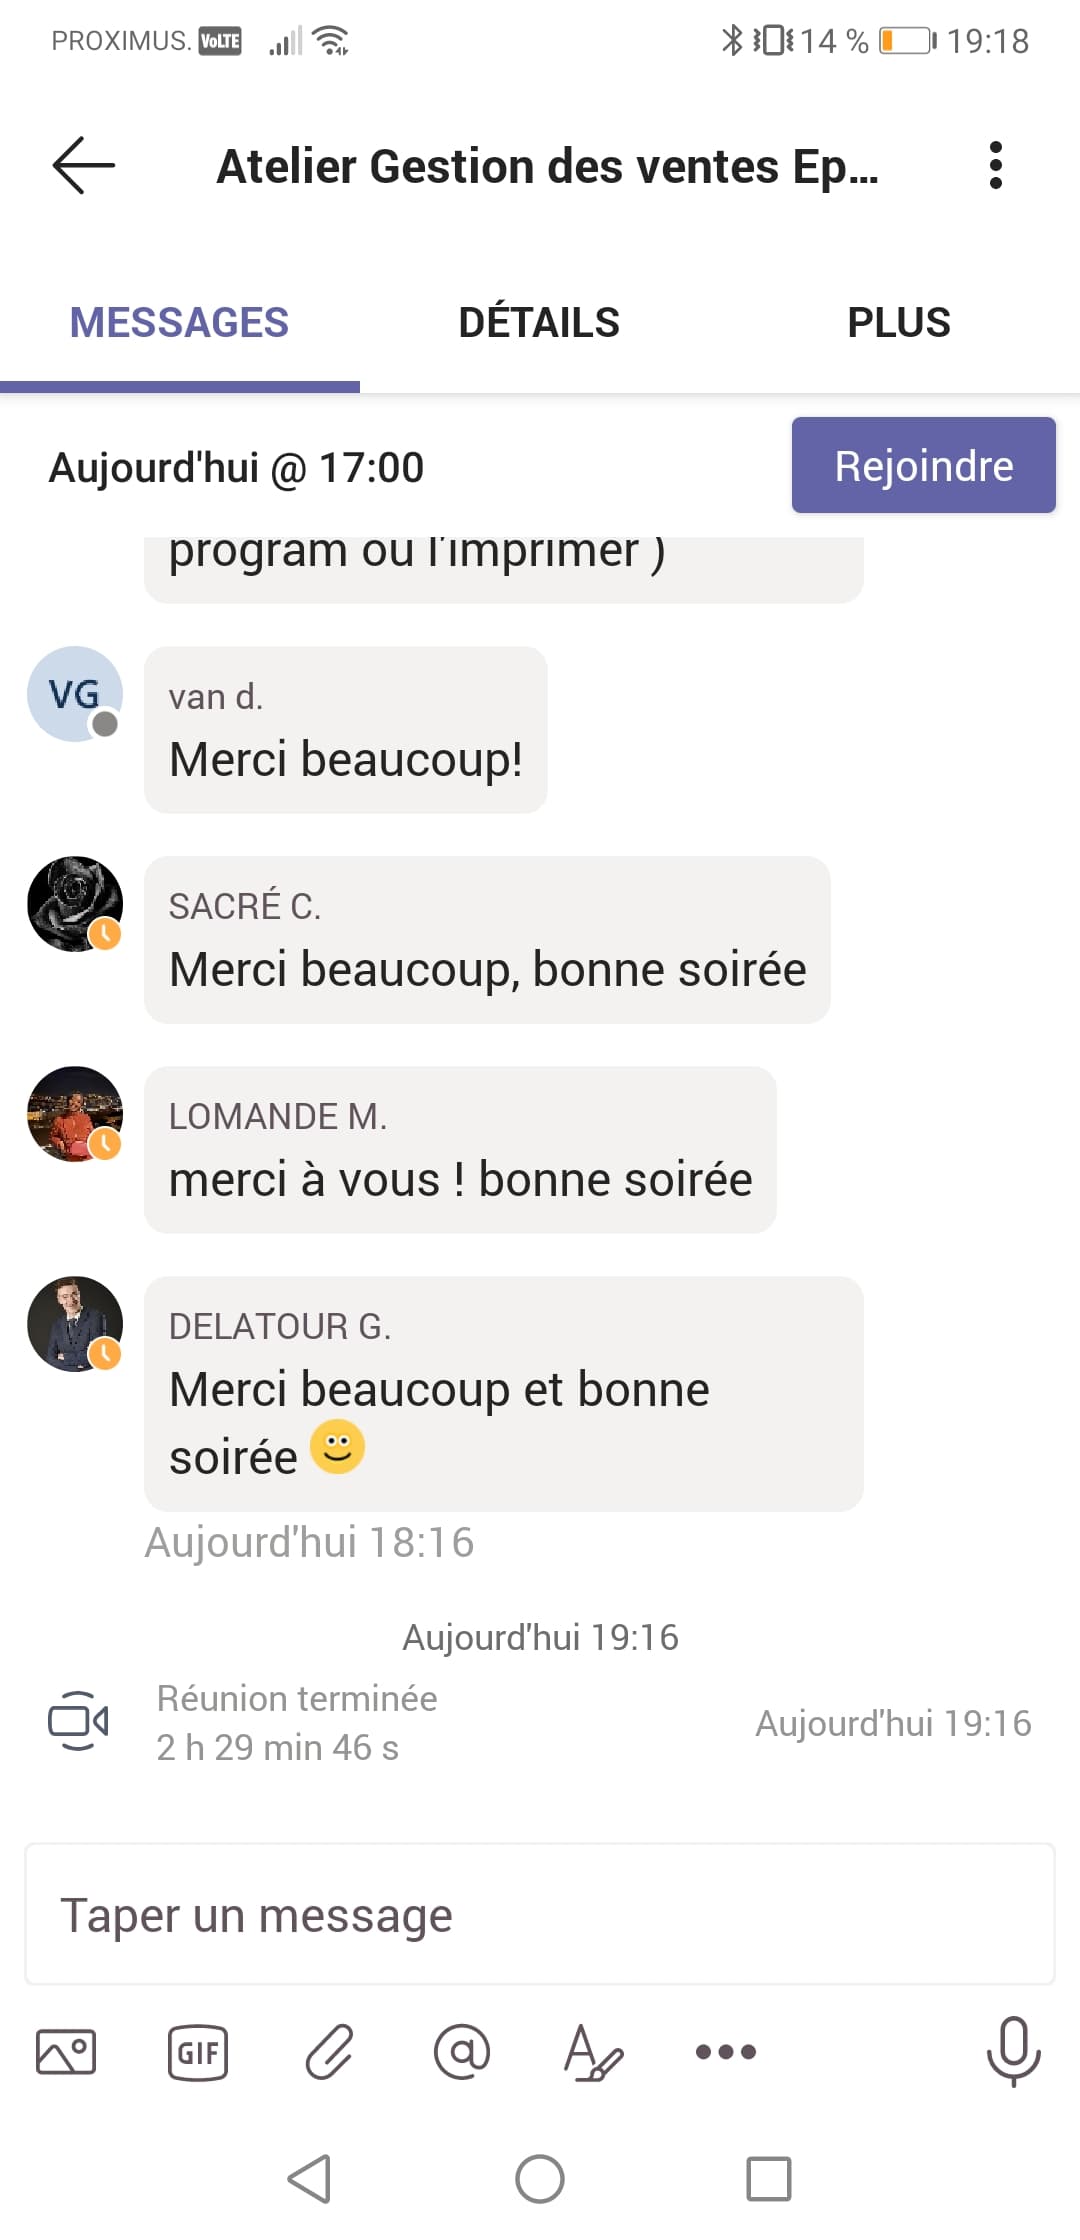 PROXIMUS. VoLTE 14 % 19:18
Atelier Gestion des ventes Ep...
MESSAGES DÉTAILS PLUS
Aujourd'hui @ 17:00 Rejoindre
program ou l'imprimer )
VG
van d.
Merci beaucoup!
SACRÉ C.
Merci beaucoup, bonne soirée
LOMANDE M.
merci à vous ! bonne soirée
DELATOUR G.
Merci beaucoup et bonne
soirée
Aujourd'hui 18:16
Aujourd'hui 19:16
Réunion terminée
2 h 29 min 46 s
Aujourd'hui 19:16
Taper un message
GIF